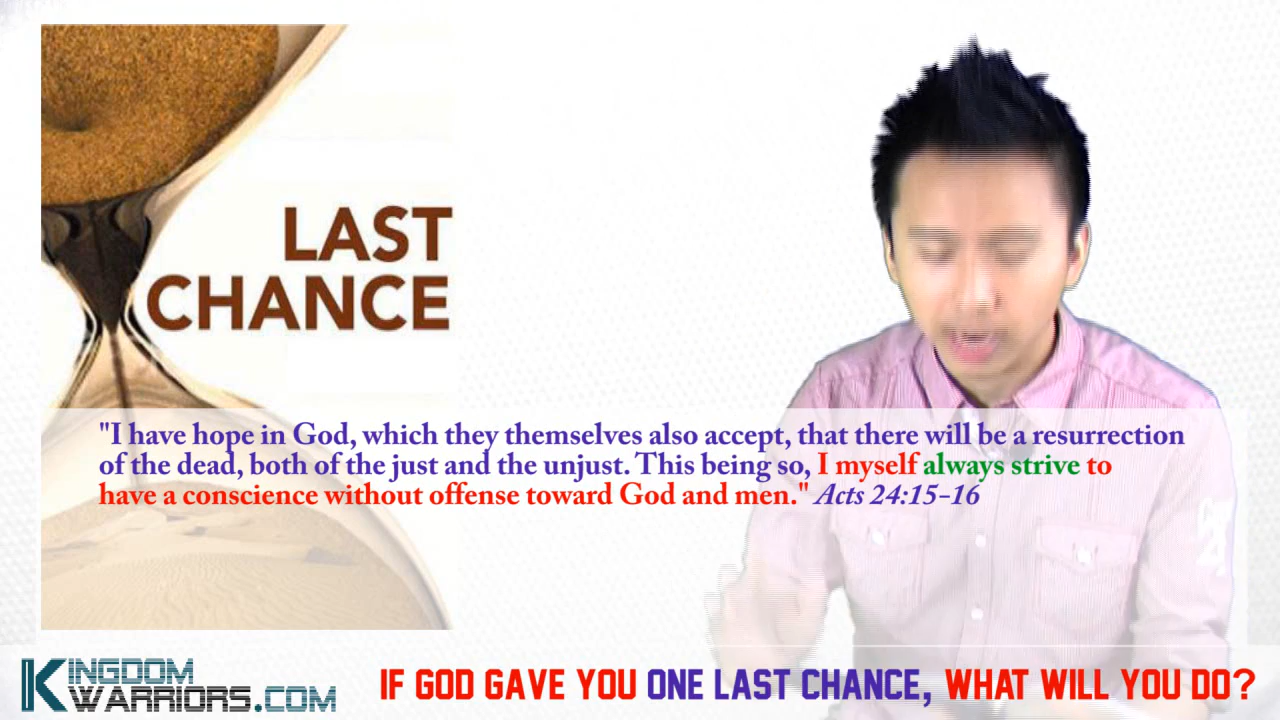 LAST
CHANCE
"I have hope in God, which they themselves also accept, that there will be a resurrection
of the dead, both of the just and the unjust. This being so, I myself always strive to
have a conscience without offense toward God and men." Acts 24:15-16
KINGDOM
WARRIORS.COM
IF GOD GAVE YOU ONE LAST CHANCE, WHAT WILL YOU DO?